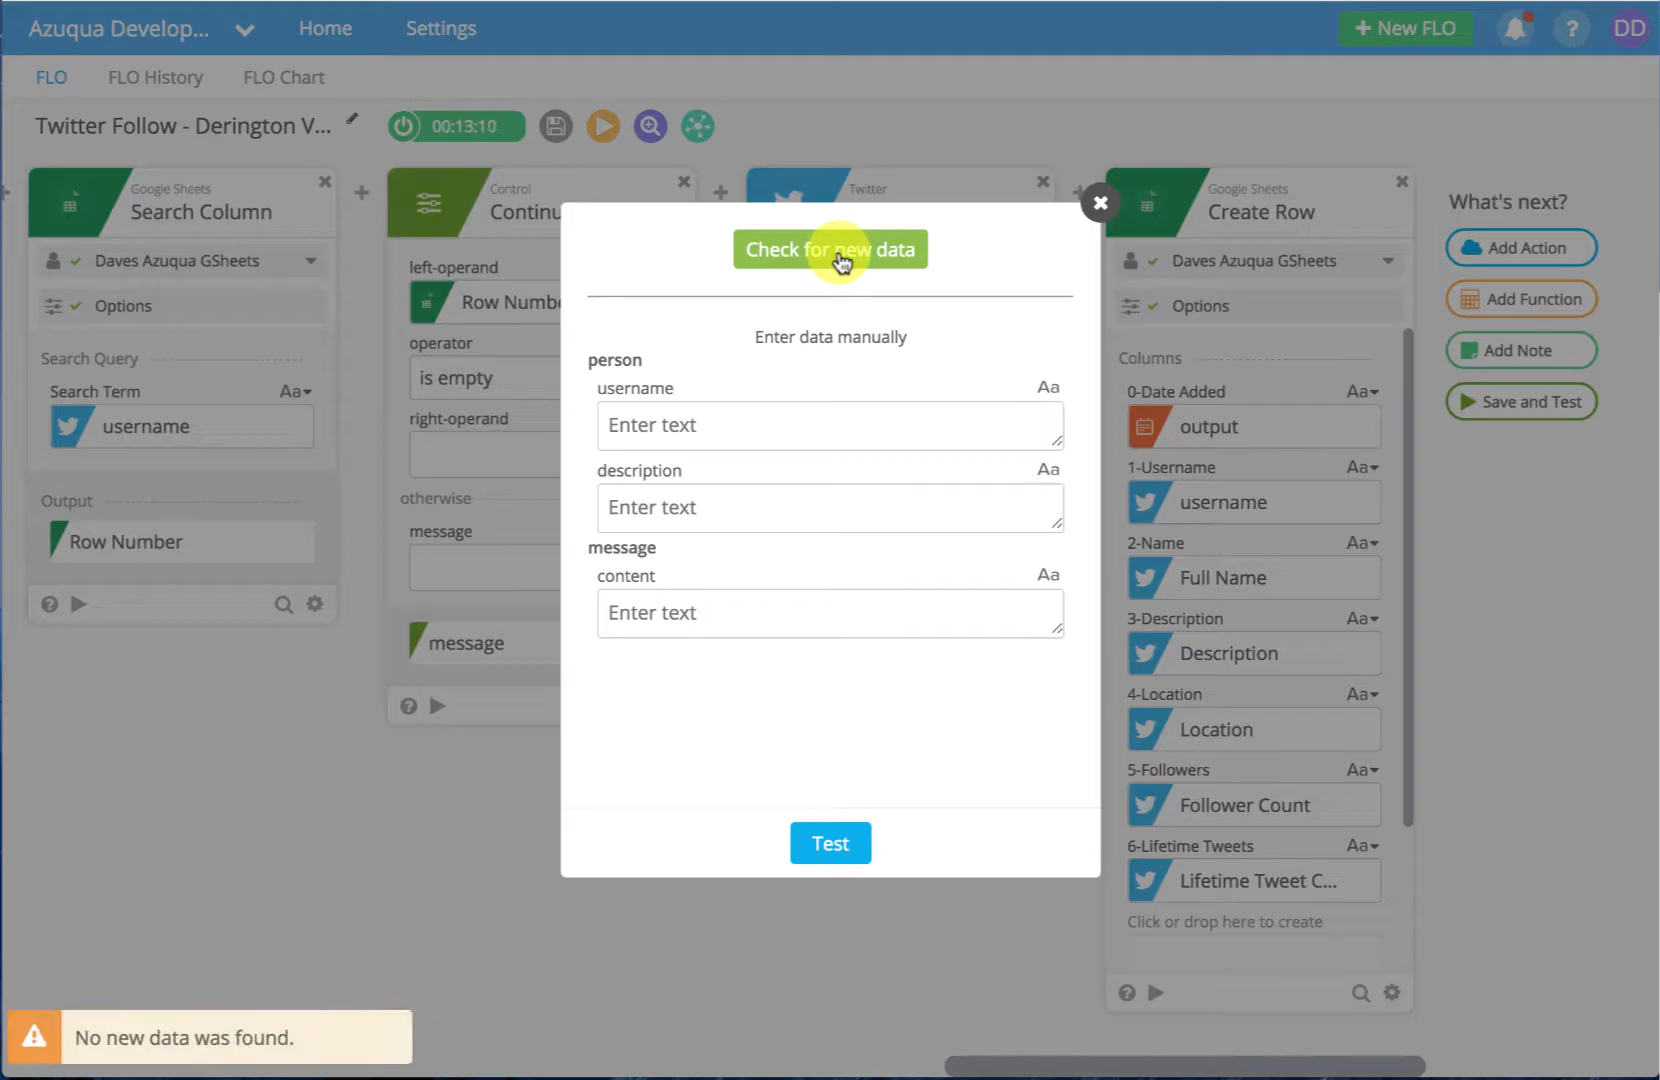 Azuqua Develop...
Home
Settings
+ New FLO
?
DD
FLO
FLO History
FLO Chart
Twitter Follow - Derington V...
00:13:10
Google Sheets
Search Column
Daves Azuqua GSheets
Options
Search Query
Search Term
Aa
username
Output
Row Number
Control
Continu
left-operand
Row Numbe
operator
is empty
right-operand
otherwise
message
message
Twitter
Check for new data
Enter data manually
person
username
Aa
Enter text
description
Aa
Enter text
message
content
Aa
Enter text
Test
Google Sheets
Create Row
Daves Azuqua GSheets
Options
Columns
0-Date Added
Aa
output
1-Username
Aa
username
2-Name
Aa
Full Name
3-Description
Aa
Description
4-Location
Aa
Location
5-Followers
Aa
Follower Count
6-Lifetime Tweets
Aa
Lifetime Tweet C...
Click or drop here to create
What's next?
Add Action
Add Function
Add Note
Save and Test
No new data was found.